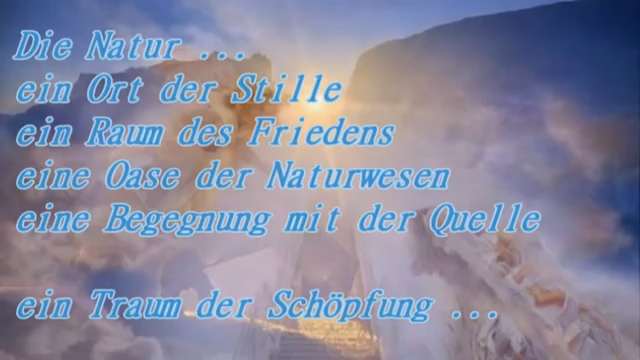 Die Natur ...
ein Ort der Stille
ein Raum des Friedens
eine Oase der Naturwesen
eine Begegnung mit der Quelle
ein Traum der Schöpfung ...